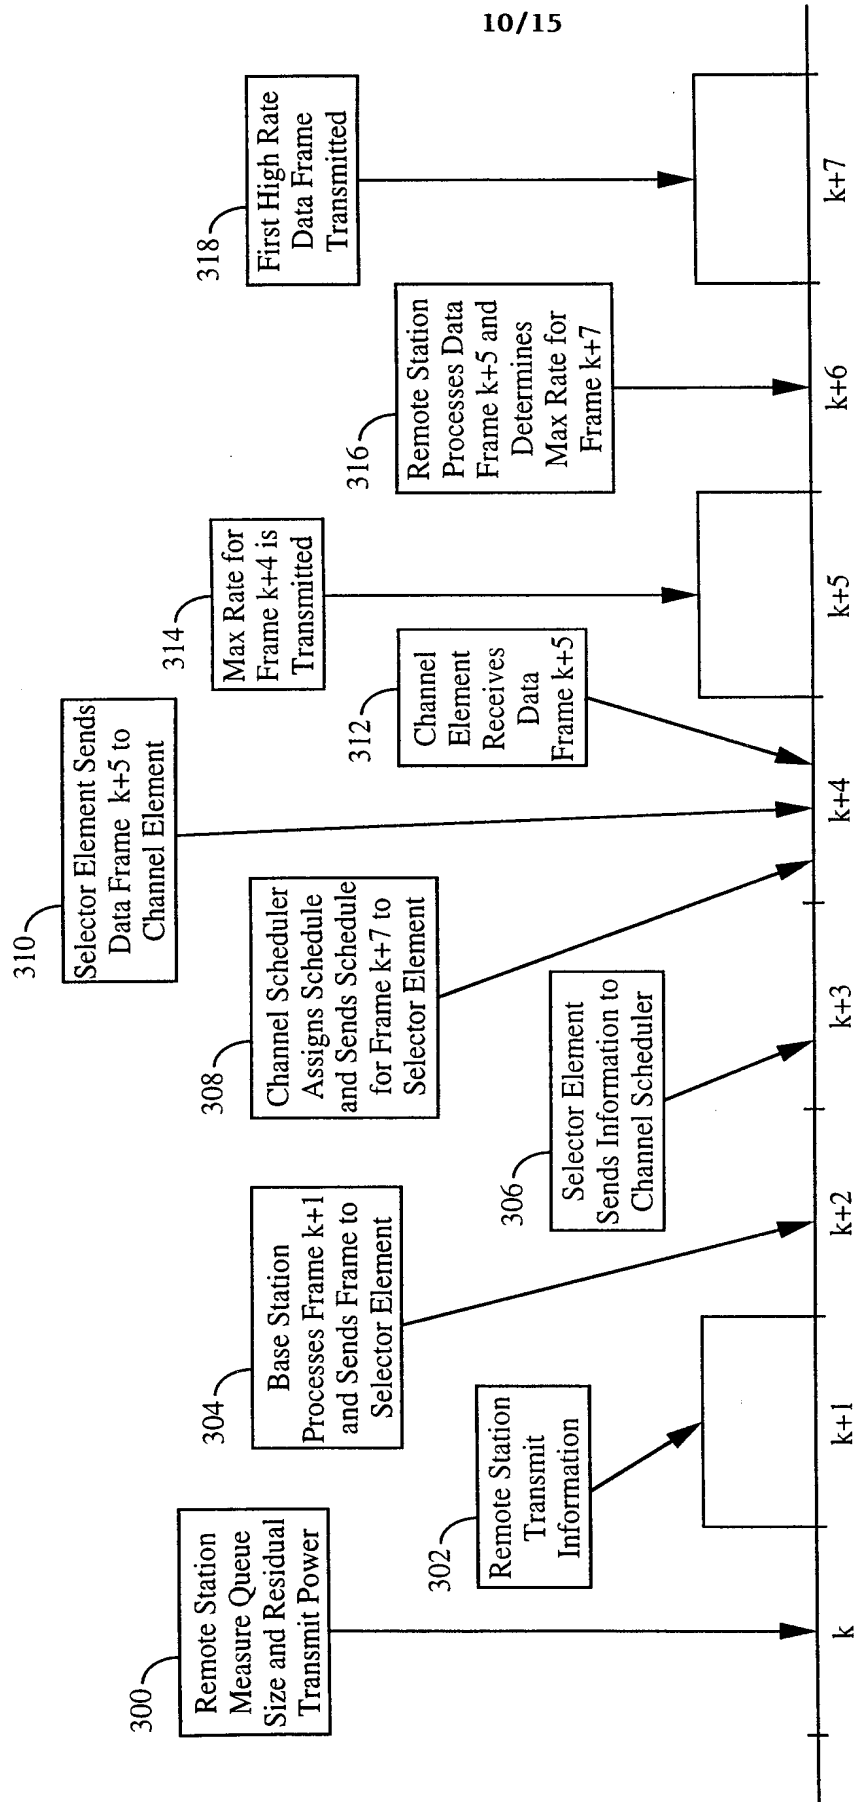 10/15
300
Remote Station
Measure Queue
Size and Residual
Transmit Power
302
Remote Station
Transmit
Information
304
Base Station
Processes Frame k+1
and Sends Frame to
Selector Element
306
Selector Element
Sends Information to
Channel Scheduler
308
Channel Scheduler
Assigns Schedule
and Sends Schedule
for Frame k+7 to
Selector Element
310
Selector Element Sends
Data Frame k+5 to
Channel Element
312
Channel
Element
Receives
Data
Frame k+5
314
Max Rate for
Frame k+4 is
Transmitted
316
Remote Station
Processes Data
Frame k+5 and
Determines
Max Rate for
Frame k+7
318
First High Rate
Data Frame
Transmitted
k
k+1
k+2
k+3
k+4
k+5
k+6
k+7